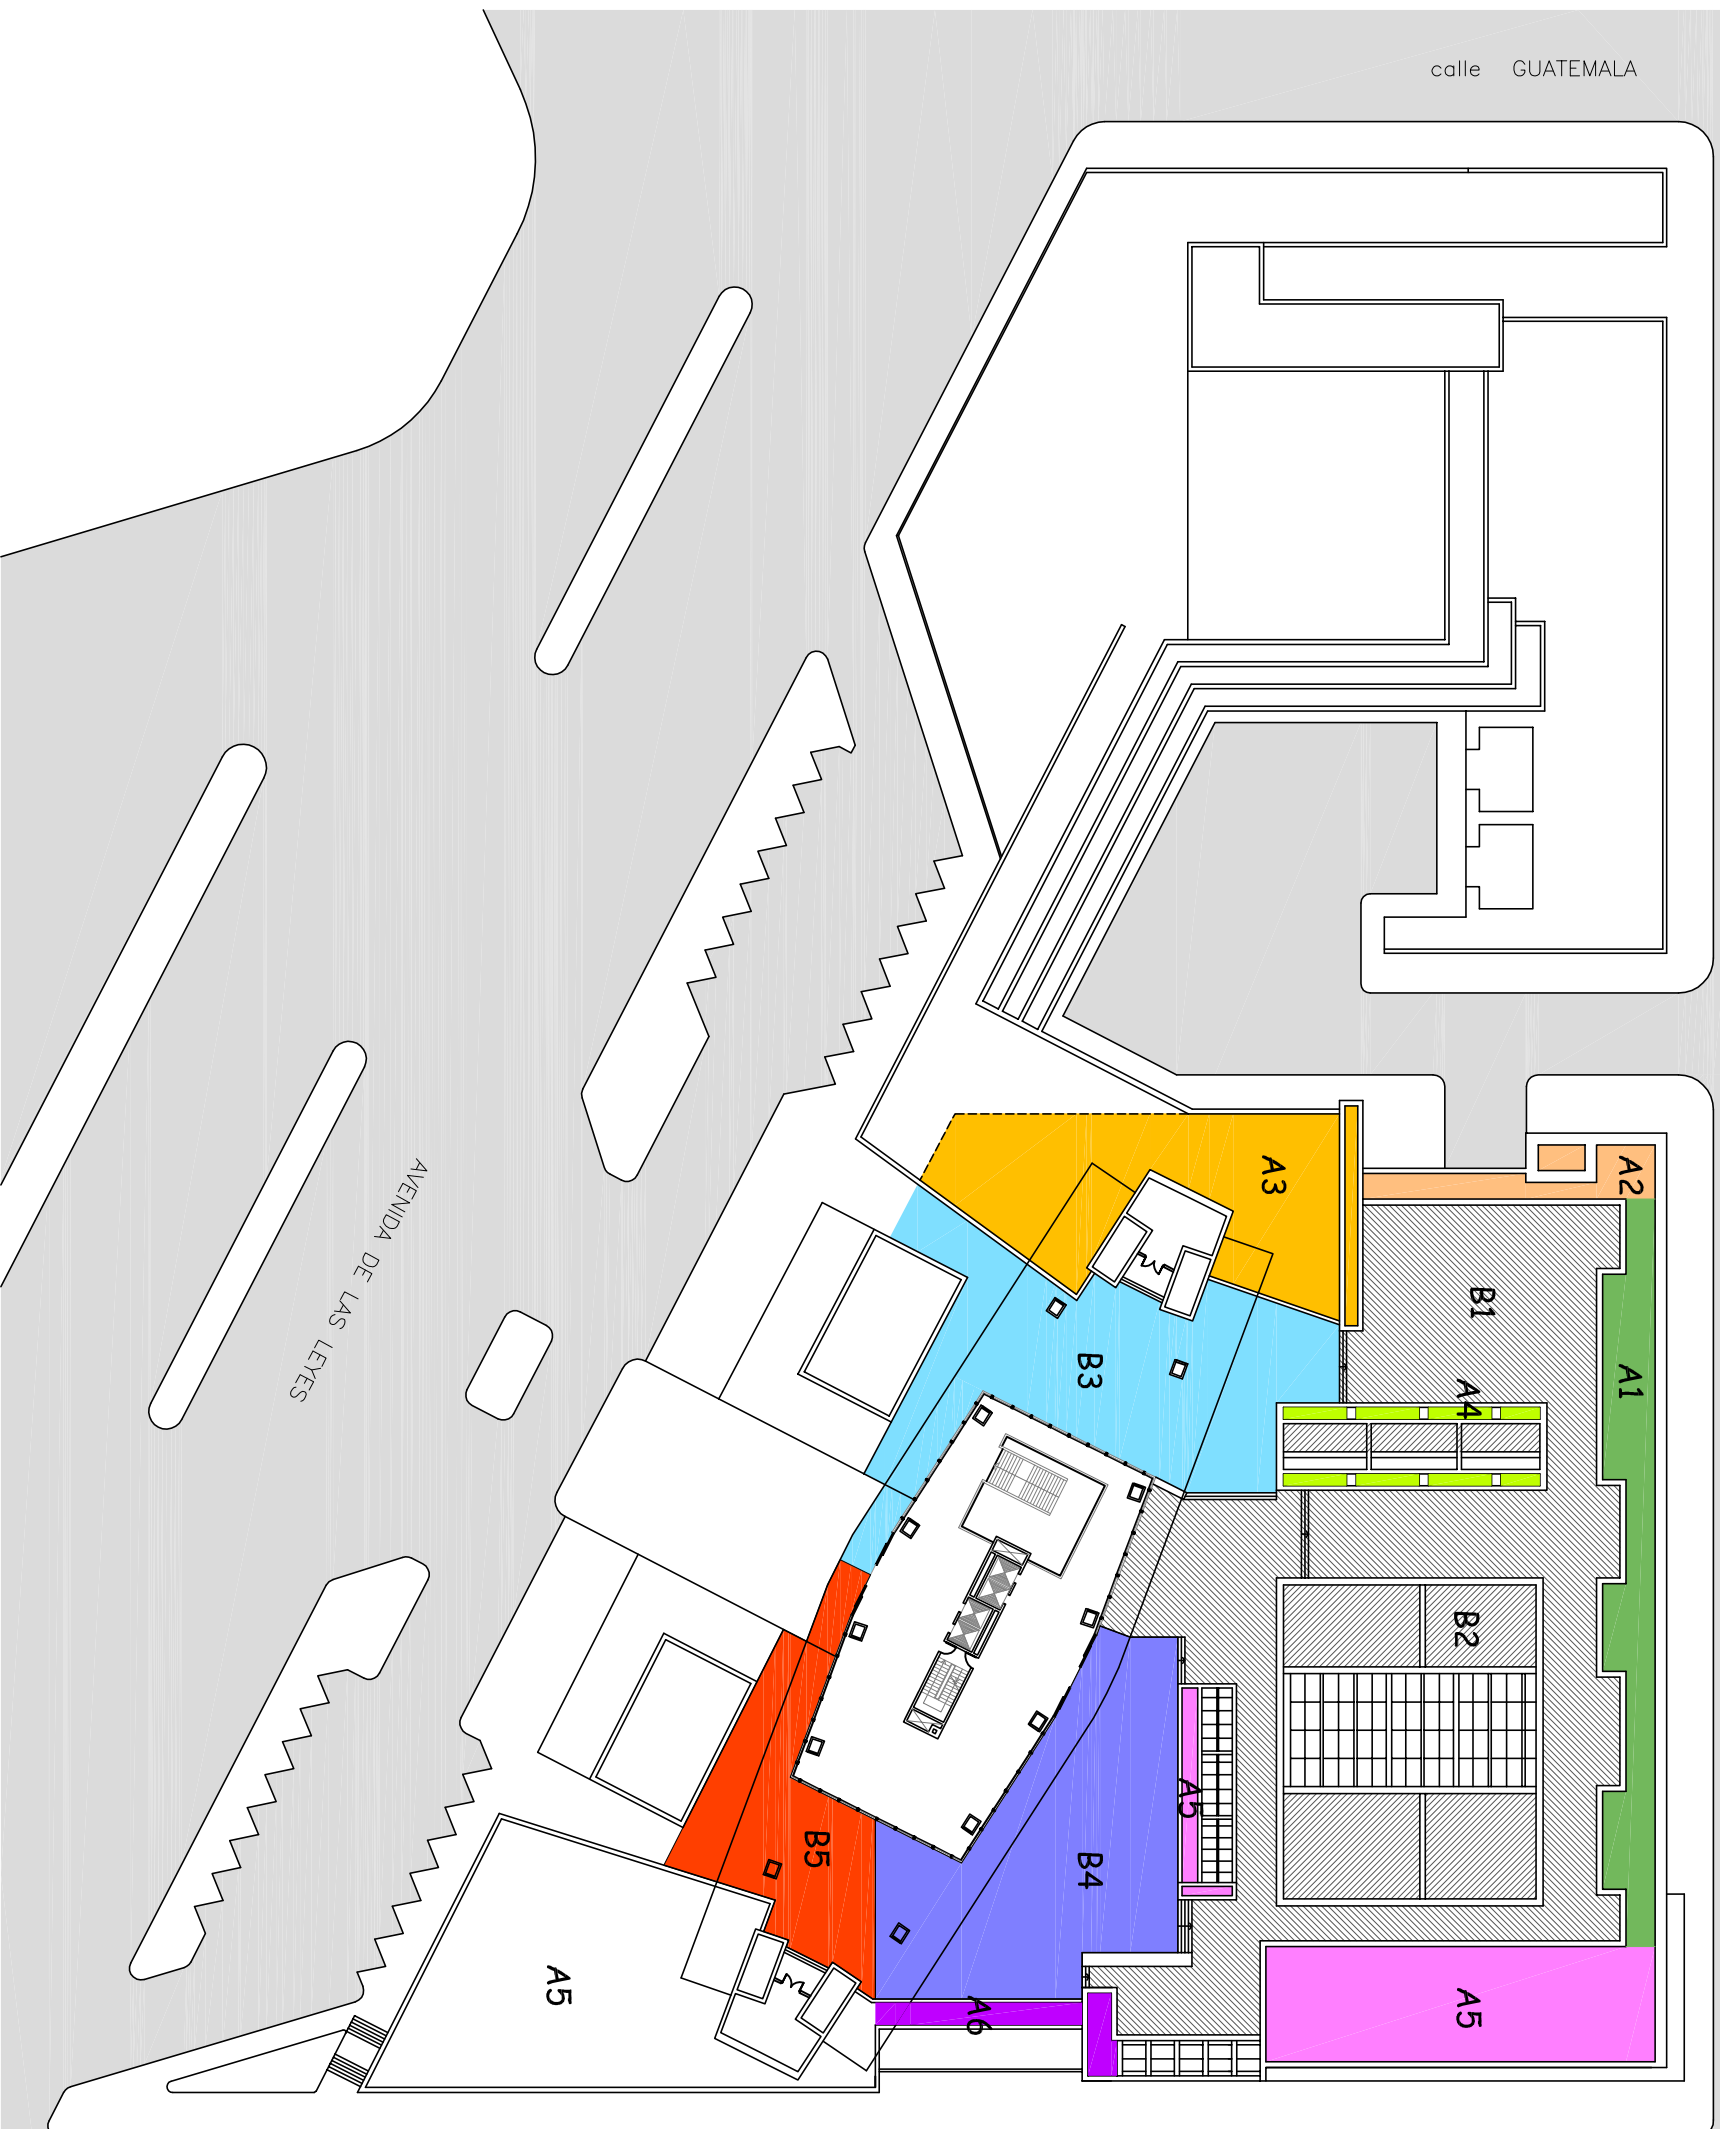 calle GUATEMALA
A3
A2
B1
A1
B3
A4
AVENIDA DE LAS LEYES
B2
A5
B5
B4
A5
A5
A6